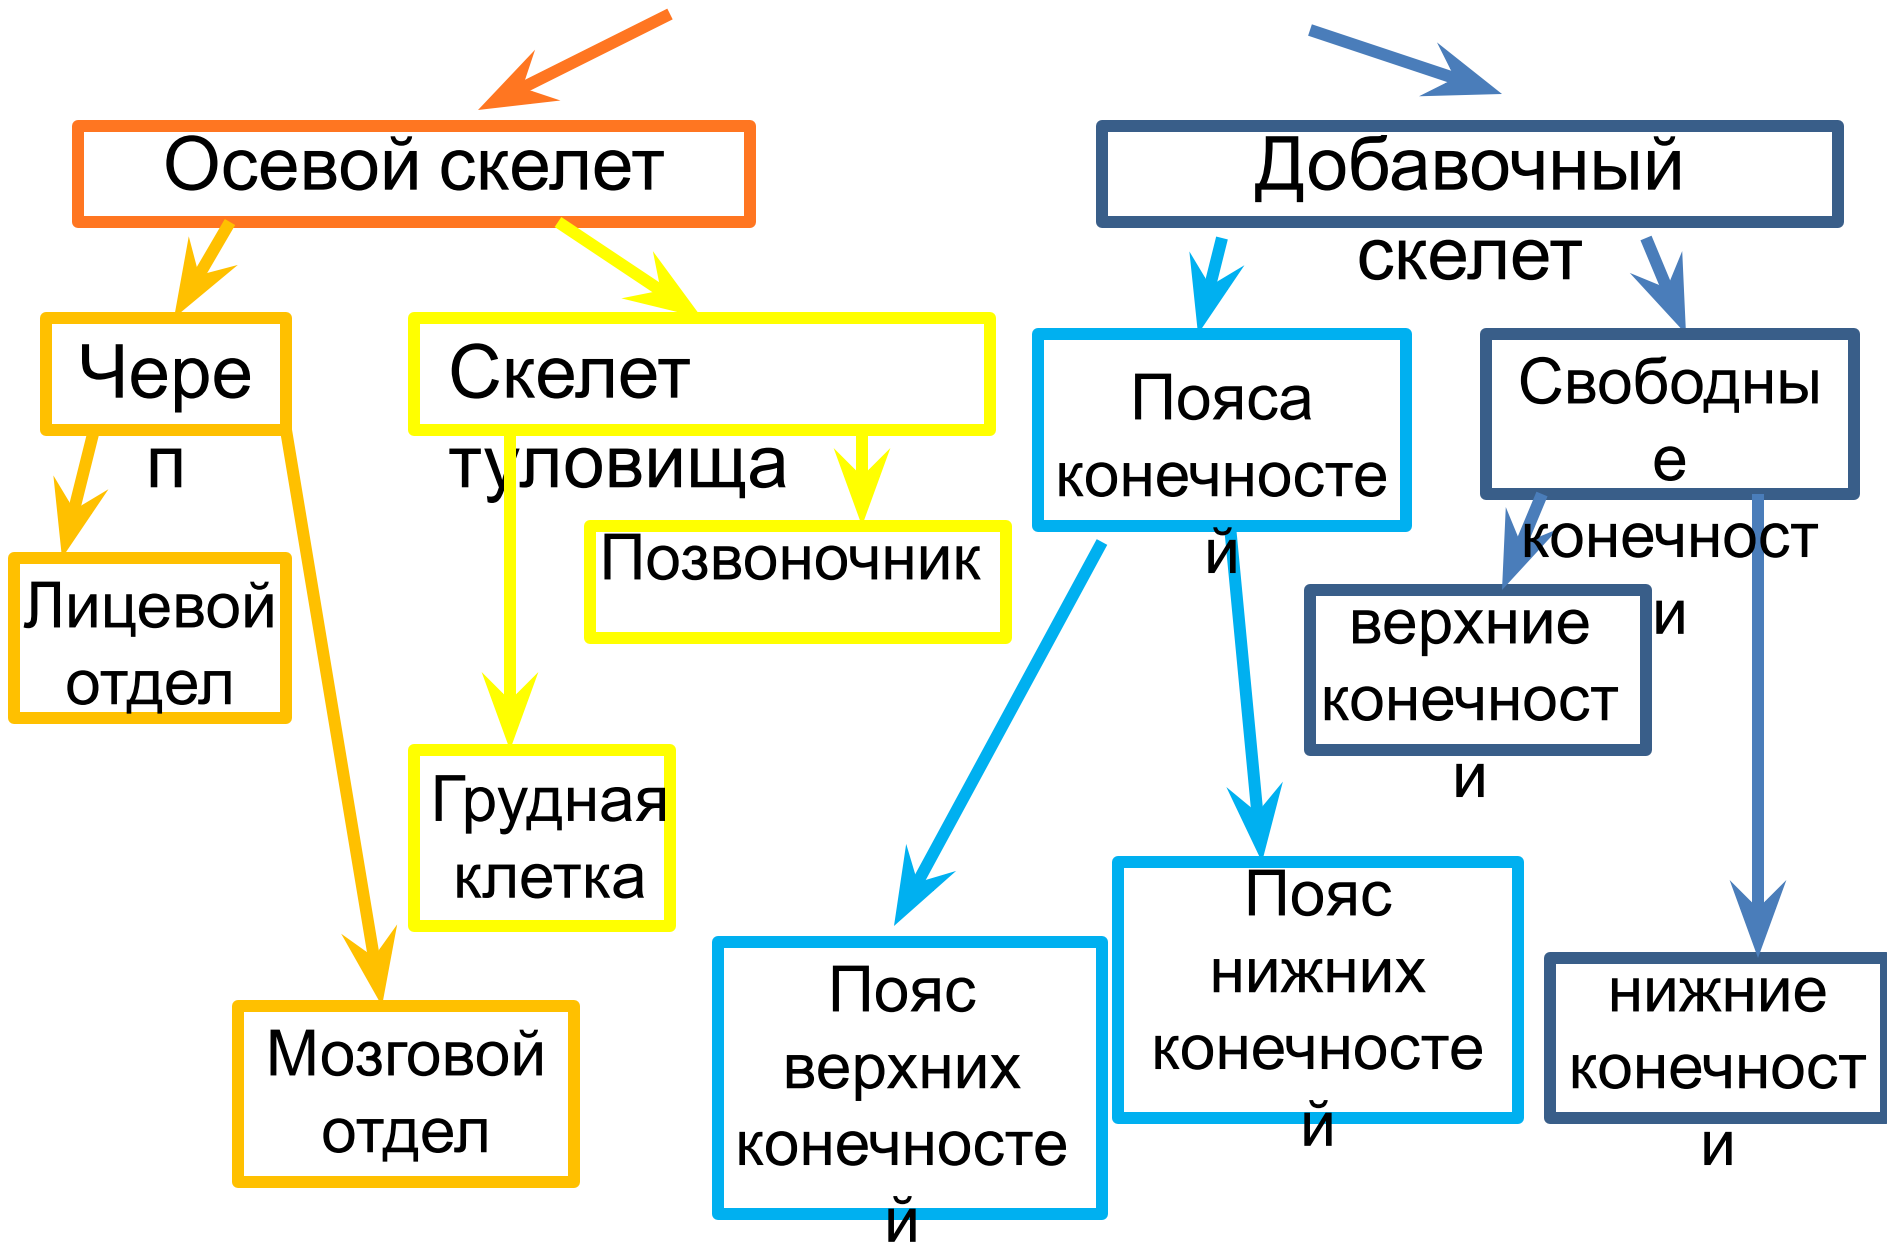 Осевой скелет
Добавочный
скелет
Чере
п
Скелет
туловища
Пояса
конечносте
й
Свободны
е
конечност
и
Позвоночник
Лицевой
отдел
верхние
конечност
и
Грудная
клетка
Пояс
нижних
конечносте
й
Пояс
верхних
конечносте
й
нижние
конечност
и
Мозговой
отдел